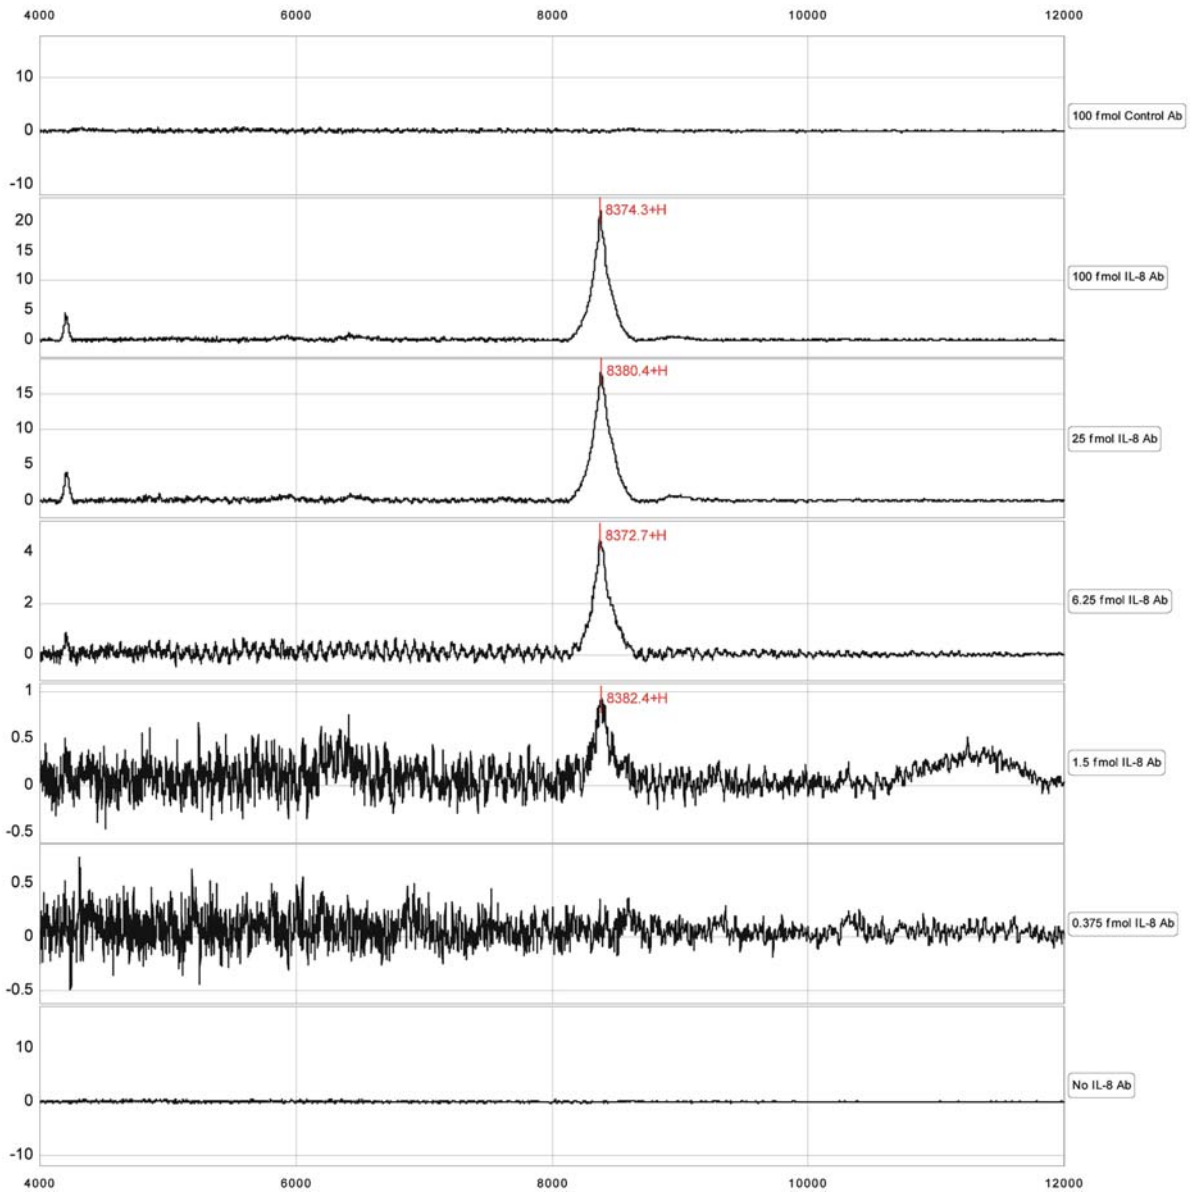 4000 6000 8000 10000 12000
10
0
-10
100 fmol Control Ab
8374.3+H
20
15
10
5
0
100 fmol IL-8 Ab
8380.4+H
15
10
5
0
25 fmol IL-8 Ab
8372.7+H
4
2
0
6.25 fmol IL-8 Ab
8382.4+H
1
0.5
0
-0.5
1.5 fmol IL-8 Ab
0.5
0
-0.5
0.375 fmol IL-8 Ab
10
0
-10
No IL-8 Ab
4000 6000 8000 10000 12000